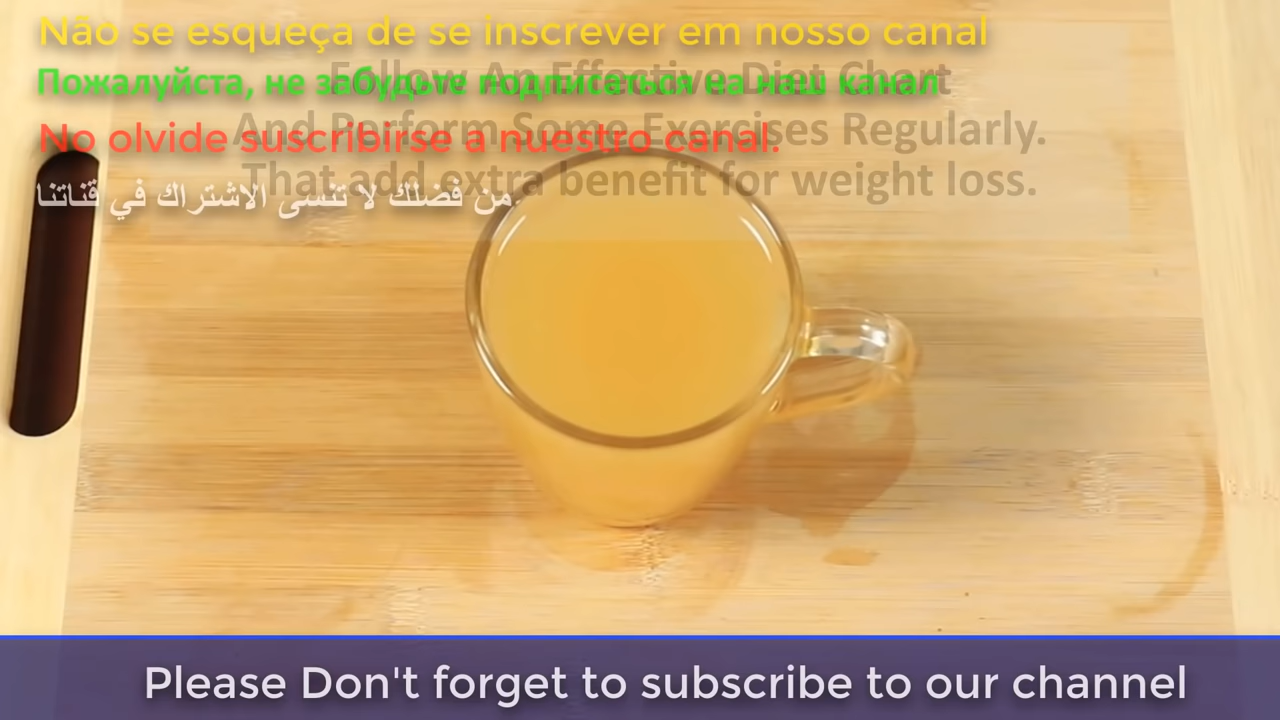 Não se esqueça de se inscrever em nosso canal
Follow An Effective Diet Chart
Пожалуйста, не забудьте подписаться на наш канал
And Perform Some Exercises Regularly.
No olvide suscribirse a nuestro canal.
That add extra benefit for weight loss.
من فضلك لا تنسى الاشتراك في قناتنا.
Please Don't forget to subscribe to our channel